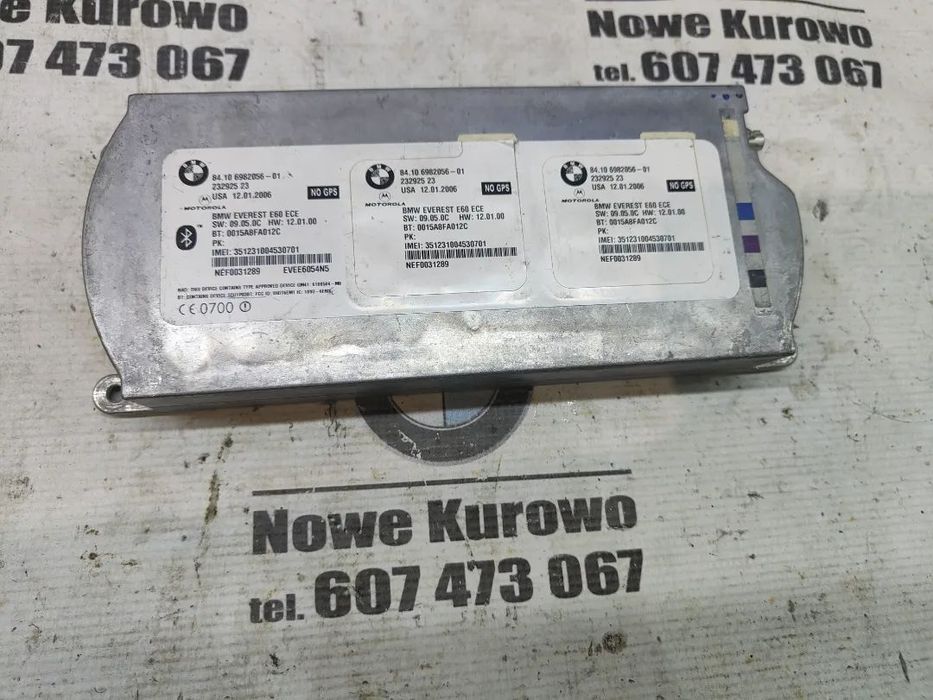 e Kurowo
07 473 067
Nowe Kurowo
tel. 607 473 067
BMW
84.10 6982056-01
232925 23
USA 12.01.2006
NO GPS
MOTOROLA
BMW EVEREST E60 ECE
SW: 09.05.0C HW: 12.01.00
BT: 0015A8FA012C
PK:
IMEI: 351231004530701
NEF0031289 EVEE6054N5
CE0700
BMW
84.10 6982056-01
232925 23
USA 12.01.2006
NO GPS
MOTOROLA
BMW EVEREST E60 ECE
SW: 09.05.0C HW: 12.01.00
BT: 0015A8FA012C
PK:
IMEI: 351231004530701
NEF0031289
BMW
84.10 6982056-01
232925 23
USA 12.01.2006
NO GPS
MOTOROLA
BMW EVEREST E60 ECE
SW: 09.05.0C HW: 12.01.00
BT: 0015A8FA012C
PK:
IMEI: 351231004530701
NEF0031289
Nowe Kurowo
tel. 607 473 067